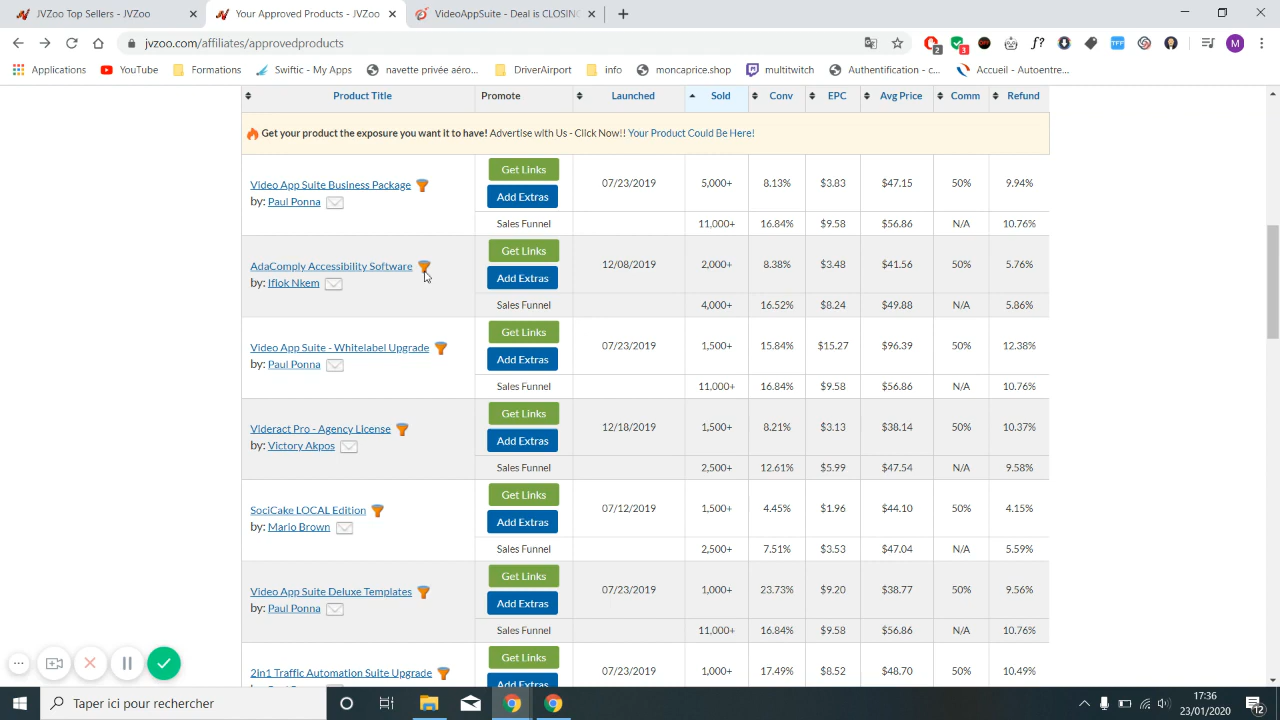 JVZoo Top Sellers - JVZoo
Your Approved Products - JVZoo
VideoAppSuite - Deal is CLOSING
jvzoo.com/affiliates/approvedproducts
2
3
OFF
f?
TFF
M
Applications
YouTube
Formations
Swiftic - My Apps
navette privée aéro...
DriverAirport
info
moncaprice.shop
multitwitch
Authentification - c...
Accueil - Autoentre...
Product Title Promote Launched Sold Conv EPC Avg Price Comm Refund
Get your product the exposure you want it to have! Advertise with Us - Click Now!! Your Product Could Be Here!
Video App Suite Business Package
by: Paul Ponna
Get Links
Add Extras
07/23/2019 5,000+ 8.13% $3.83 $47.15 50% 9.94%
Sales Funnel 11,000+ 16.84% $9.58 $56.86 N/A 10.76%
AdaComply Accessibility Software
by: Ifiok Nkem
Get Links
Add Extras
12/08/2019 2,000+ 8.38% $3.48 $41.56 50% 5.76%
Sales Funnel 4,000+ 16.52% $8.24 $49.88 N/A 5.86%
Video App Suite - Whitelabel Upgrade
by: Paul Ponna
Get Links
Add Extras
07/23/2019 1,500+ 15.84% $15.27 $96.39 50% 12.38%
Sales Funnel 11,000+ 16.84% $9.58 $56.86 N/A 10.76%
Videract Pro - Agency License
by: Victory Akpos
Get Links
Add Extras
12/18/2019 1,500+ 8.21% $3.13 $38.14 50% 10.37%
Sales Funnel 2,500+ 12.61% $5.99 $47.54 N/A 9.58%
SociCake LOCAL Edition
by: Mario Brown
Get Links
Add Extras
07/12/2019 1,500+ 4.45% $1.96 $44.10 50% 4.15%
Sales Funnel 2,500+ 7.51% $3.53 $47.04 N/A 5.59%
Video App Suite Deluxe Templates
by: Paul Ponna
Get Links
Add Extras
07/23/2019 1,000+ 23.73% $9.20 $38.77 50% 9.56%
Sales Funnel 11,000+ 16.84% $9.58 $56.86 N/A 10.76%
2in1 Traffic Automation Suite Upgrade
Get Links
Add Extras
07/23/2019 1,000+ 17.49% $8.52 $48.70 50% 10.49%
Taper ici pour rechercher
17:36
23/01/2020
12